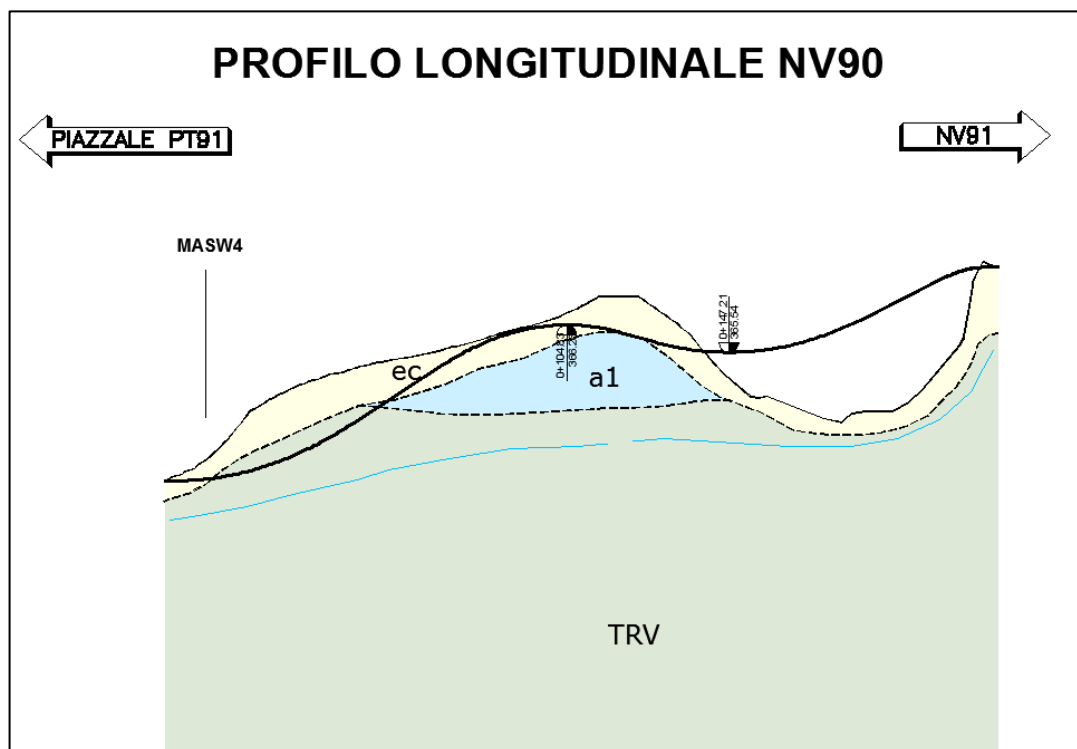 PROFILO LONGITUDINALE NV90
PIAZZALE PT91
NV91
MASW4
0+147.21
365.54
ec
a1
TRV